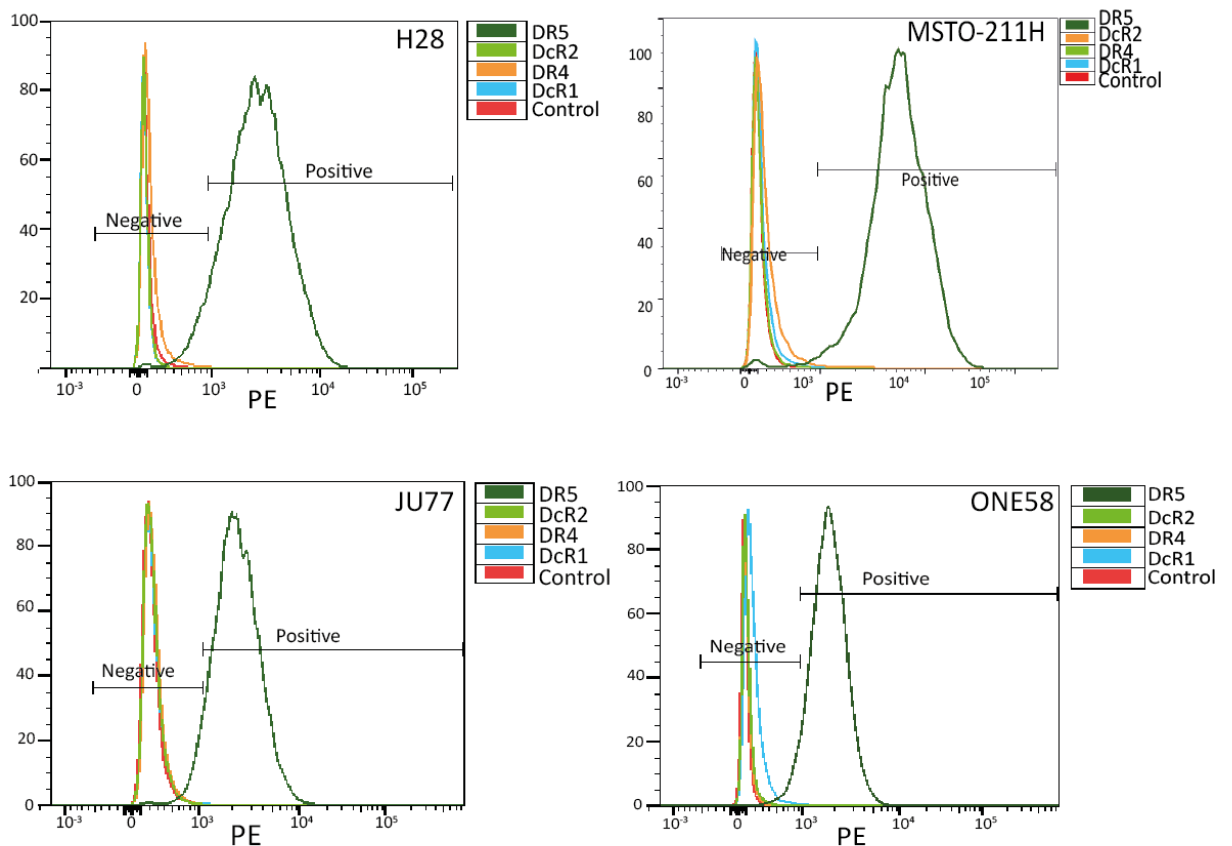 H28
100
80
60
40
20
Positive
Negative
10-3
0
10³
10⁴
10⁵
PE
DR5
DcR2
DR4
DcR1
Control
MSTO-211H
100
80
60
40
20
0
Positive
Negative
10-3
0
10³
10⁴
10⁵
PE
DR5
DcR2
DR4
DcR1
Control
JU77
100
80
60
40
20
0
Positive
Negative
10-3
0
10³
10⁴
10⁵
PE
DR5
DcR2
DR4
DcR1
Control
ONE58
100
80
60
40
20
0
Positive
Negative
10-3
0
10³
10⁴
10⁵
PE
DR5
DcR2
DR4
DcR1
Control